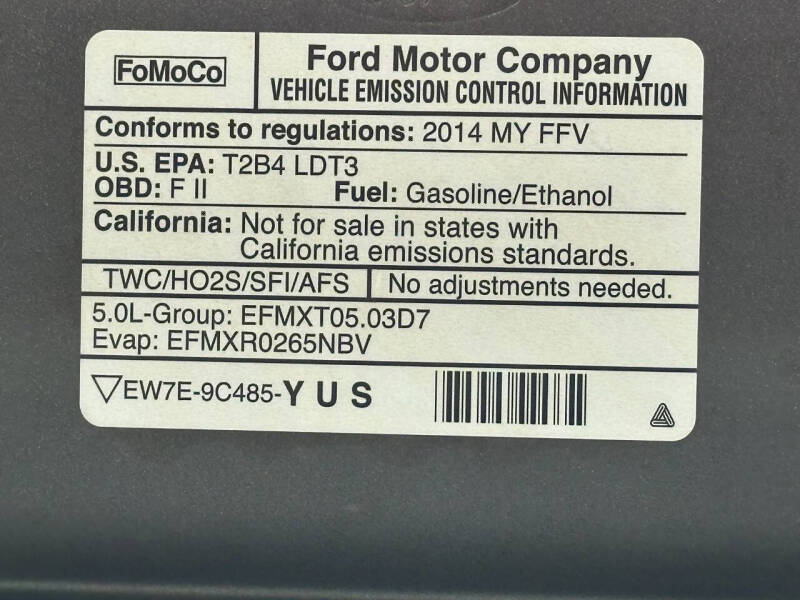 FoMoCo
Ford Motor Company
VEHICLE EMISSION CONTROL INFORMATION
Conforms to regulations: 2014 MY FFV
U.S. EPA: T2B4 LDT3
OBD: F II Fuel: Gasoline/Ethanol
California: Not for sale in states with
California emissions standards.
TWC/HO2S/SFI/AFS No adjustments needed.
5.0L-Group: EFMXT05.03D7
Evap: EFMXR0265NBV
EW7E-9C485-Y U S